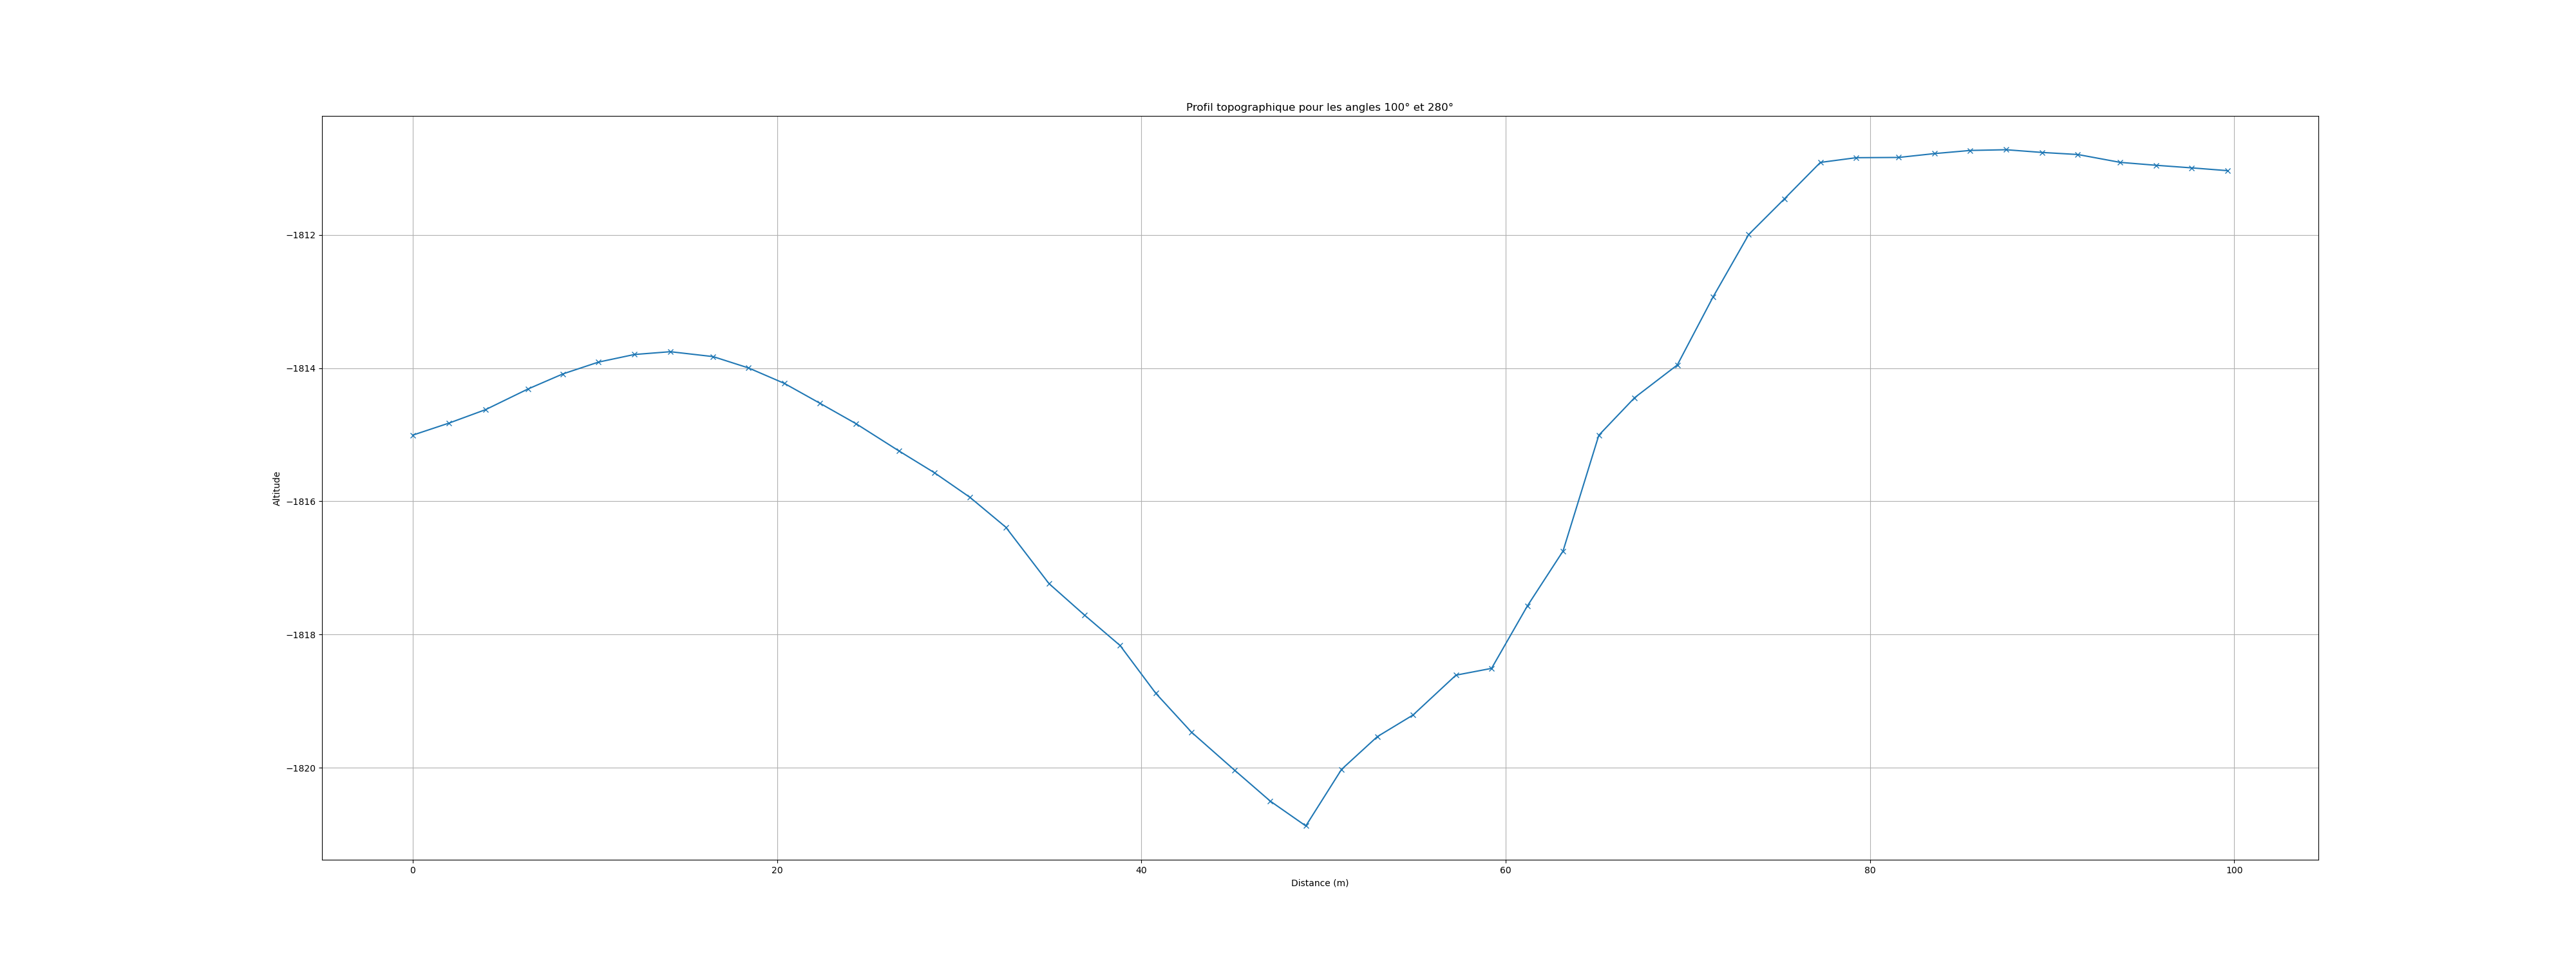 Profil topographique pour les angles 100° et 280°
Altitude
−1812
−1814
−1816
−1818
−1820
0 20 40 60 80 100
Distance (m)